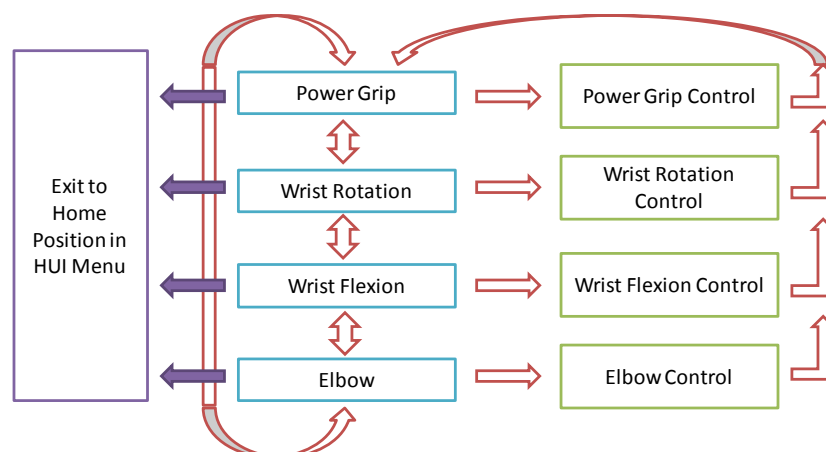 Power Grip
Power Grip Control
Exit to
Home
Position in
HUI Menu
Wrist Rotation
Wrist Rotation
Control
Wrist Flexion
Wrist Flexion Control
Elbow
Elbow Control